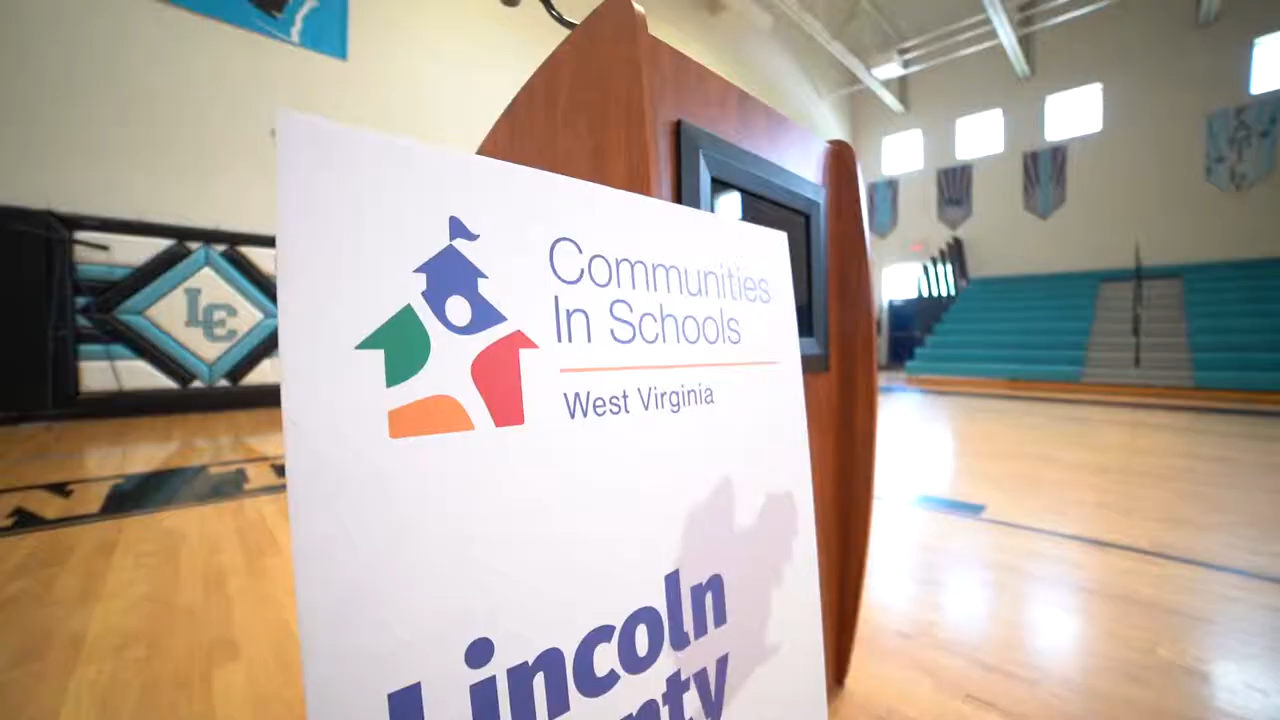 Communities
In Schools
West Virginia
Lincoln
LC